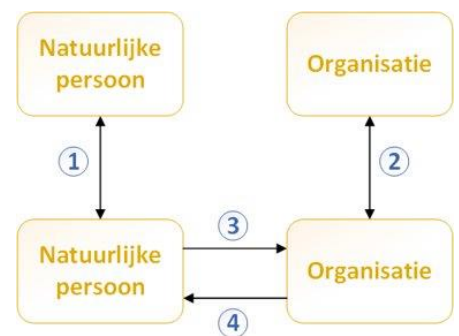 Natuurlijke
persoon
Organisatie
1
2
Natuurlijke
persoon
3
Organisatie
4